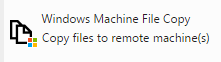 Windows Machine File Copy
Copy files to remote machine(s)